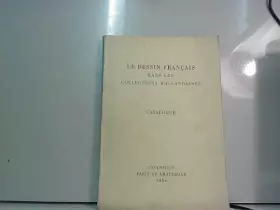 LE DESSIN FRANÇAIS
DANS LES
COLLECTIONS HOLLANDAISES
CATALOGUE
PARIS ET AMSTERDAM